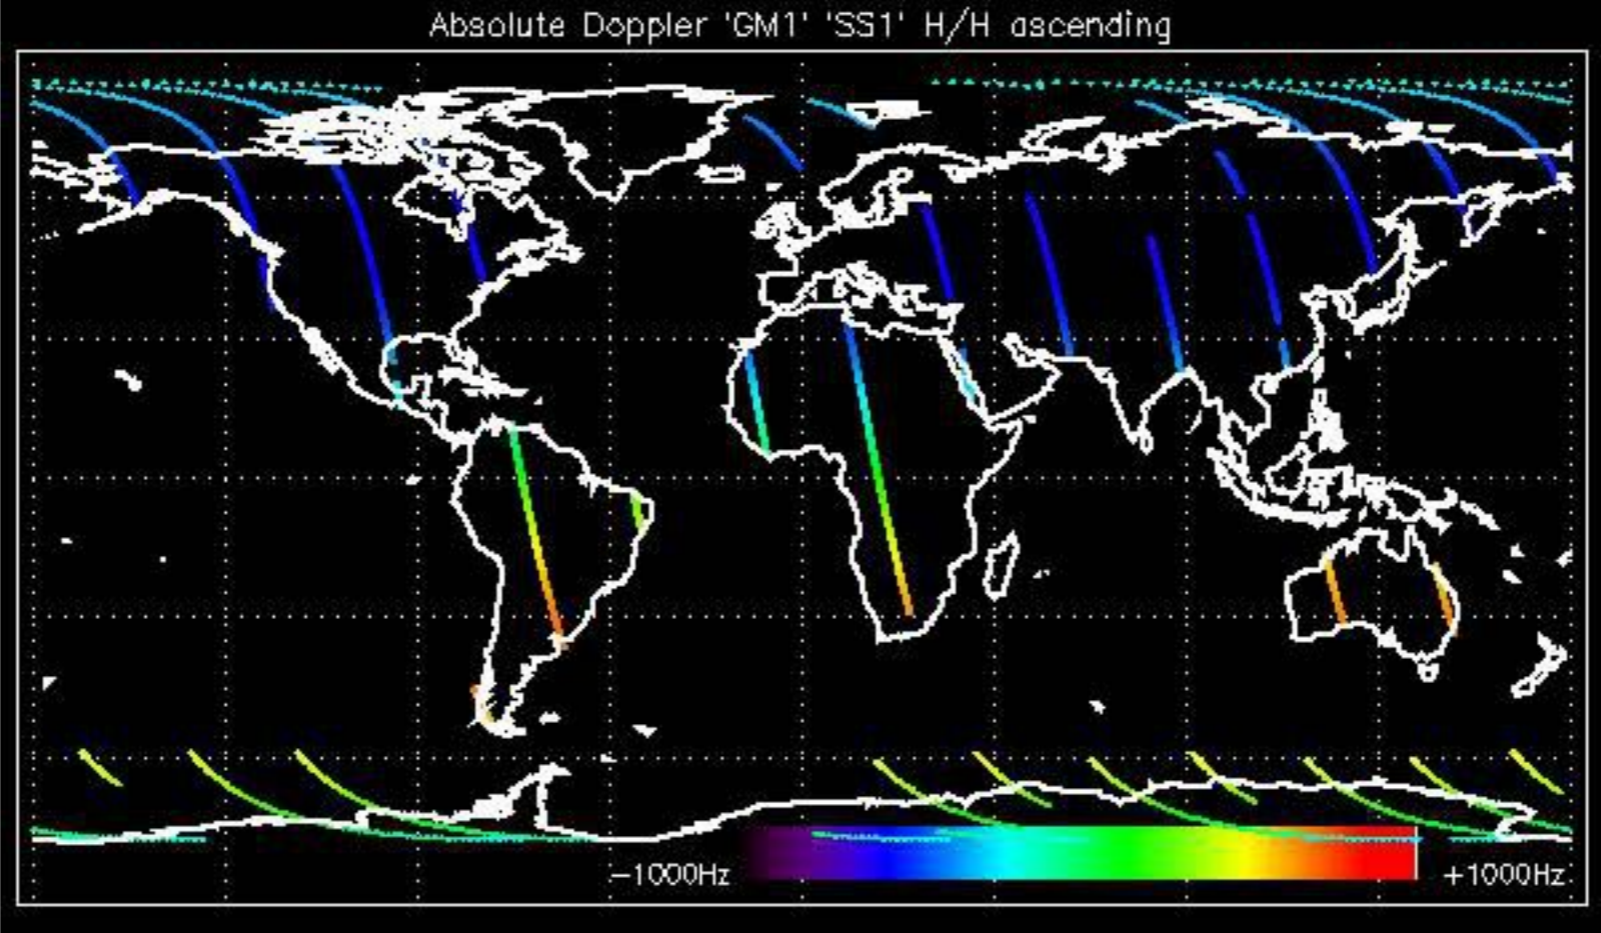 Absolute Doppler 'GM1' 'SS1' H/H ascending
−1000Hz +1000Hz